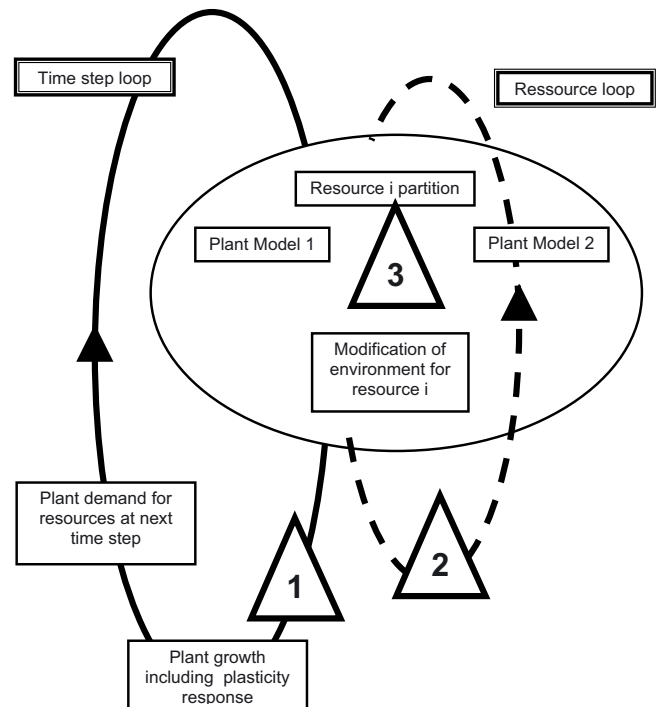 Time step loop
Ressource loop
Resource i partition
Plant Model 1
Plant Model 2
3
Modification of
environment for
resource i
Plant demand for
resources at next
time step
1
2
Plant growth
including plasticity
response